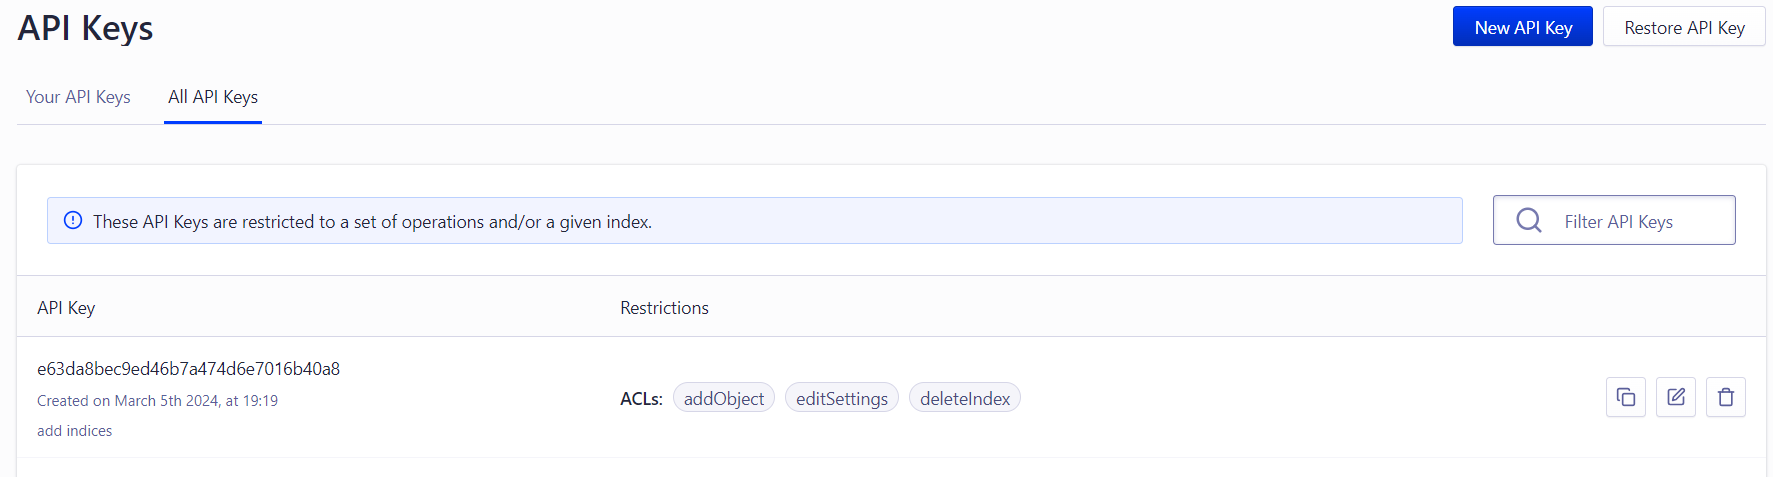 API Keys
New API Key
Restore API Key
Your API Keys
All API Keys
These API Keys are restricted to a set of operations and/or a given index.
Filter API Keys
API Key
Restrictions
e63da8bec9ed46b7a474d6e7016b40a8
Created on March 5th 2024, at 19:19
add indices
ACLs: addObject editSettings deleteIndex